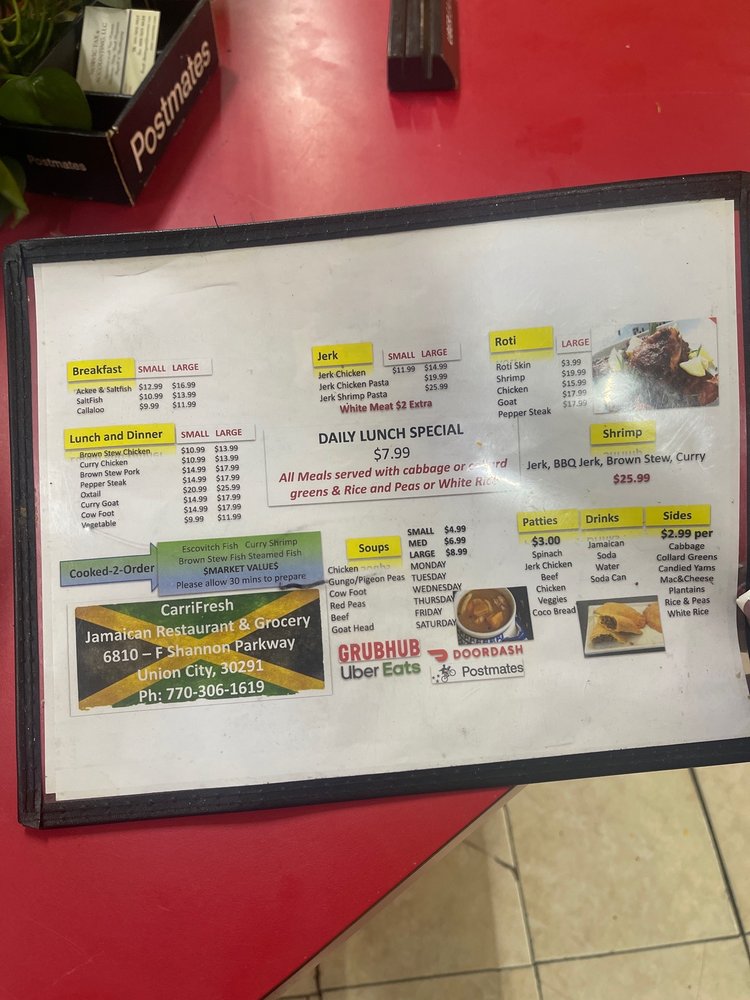 Postmates
Postmates
Breakfast SMALL LARGE
Ackee & Saltfish $12.99 $16.99
SaltFish $10.99 $13.99
Callaloo $9.99 $11.99
Lunch and Dinner SMALL LARGE
Brown Stew Chicken $10.99 $13.99
Curry Chicken $10.99 $13.99
Brown Stew Pork $14.99 $17.99
Pepper Steak $14.99 $17.99
Oxtail $20.99 $25.99
Curry Goat $14.99 $17.99
Cow Foot $14.99 $17.99
Vegetable $9.99 $11.99
Jerk SMALL LARGE
Jerk Chicken $11.99 $14.99
Jerk Chicken Pasta $19.99
Jerk Shrimp Pasta $25.99
White Meat $2 Extra
Roti LARGE
Roti Skin $3.99
Shrimp $19.99
Chicken $15.99
Goat $17.99
Pepper Steak $17.99
DAILY LUNCH SPECIAL
$7.99
All Meals served with cabbage or
greens & Rice and Peas or White
Shrimp
Jerk, BBQ Jerk, Brown Stew, Curry
$25.99
Cooked-2-Order
Escovitch Fish Curry Shrimp
Brown Stew Fish Steamed Fish
$MARKET VALUE$
Please allow 30 mins to prepare
CarriFresh
Jamaican Restaurant & Grocery
6810 – F Shannon Parkway
Union City, 30291
Ph: 770-306-1619
Soups
SMALL $4.99
MED $6.99
LARGE $8.99
Chicken MONDAY
Gungo/Pigeon Peas TUESDAY
Cow Foot WEDNESDAY
Red Peas THURSDAY
Beef FRIDAY
Goat Head SATURDAY
GRUBHUB
Uber Eats
DOORDASH
Postmates
Patties
$3.00
Spinach
Jerk Chicken
Beef
Chicken
Veggies
Coco Bread
Drinks
Jamaican
Soda
Water
Soda Can
Sides
$2.99 per
Cabbage
Collard Greens
Candied Yams
Mac&Cheese
Plantains
Rice & Peas
White Rice